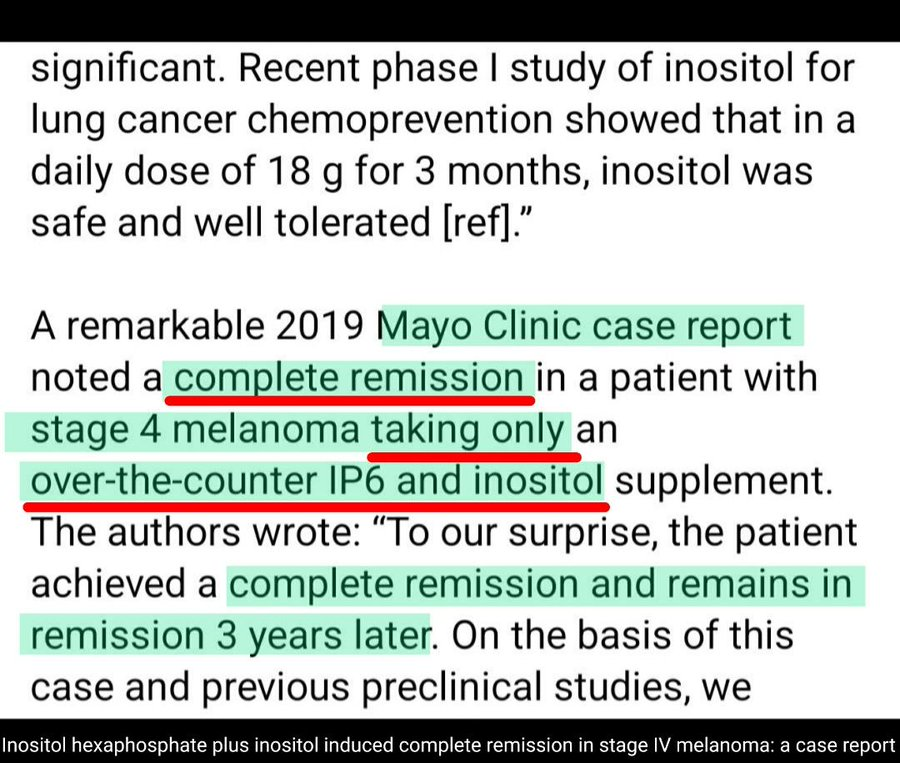 significant. Recent phase I study of inositol for
lung cancer chemoprevention showed that in a
daily dose of 18 g for 3 months, inositol was
safe and well tolerated [ref].”
A remarkable 2019 Mayo Clinic case report
noted a complete remission in a patient with
stage 4 melanoma taking only an
over-the-counter IP6 and inositol supplement.
The authors wrote: “To our surprise, the patient
achieved a complete remission and remains in
remission 3 years later. On the basis of this
case and previous preclinical studies, we
Inositol hexaphosphate plus inositol induced complete remission in stage IV melanoma: a case report